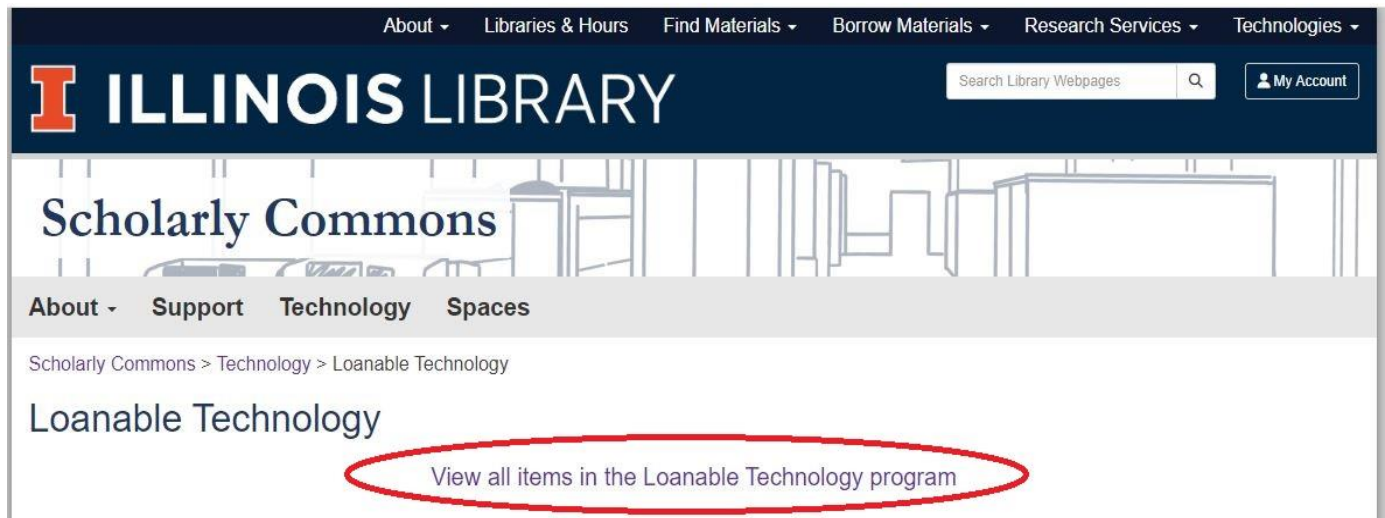 About Libraries & Hours Find Materials Borrow Materials Research Services Technologies
I ILLINOIS LIBRARY
Search Library Webpages
My Account
Scholarly Commons
About Support Technology Spaces
Scholarly Commons > Technology > Loanable Technology
Loanable Technology
View all items in the Loanable Technology program